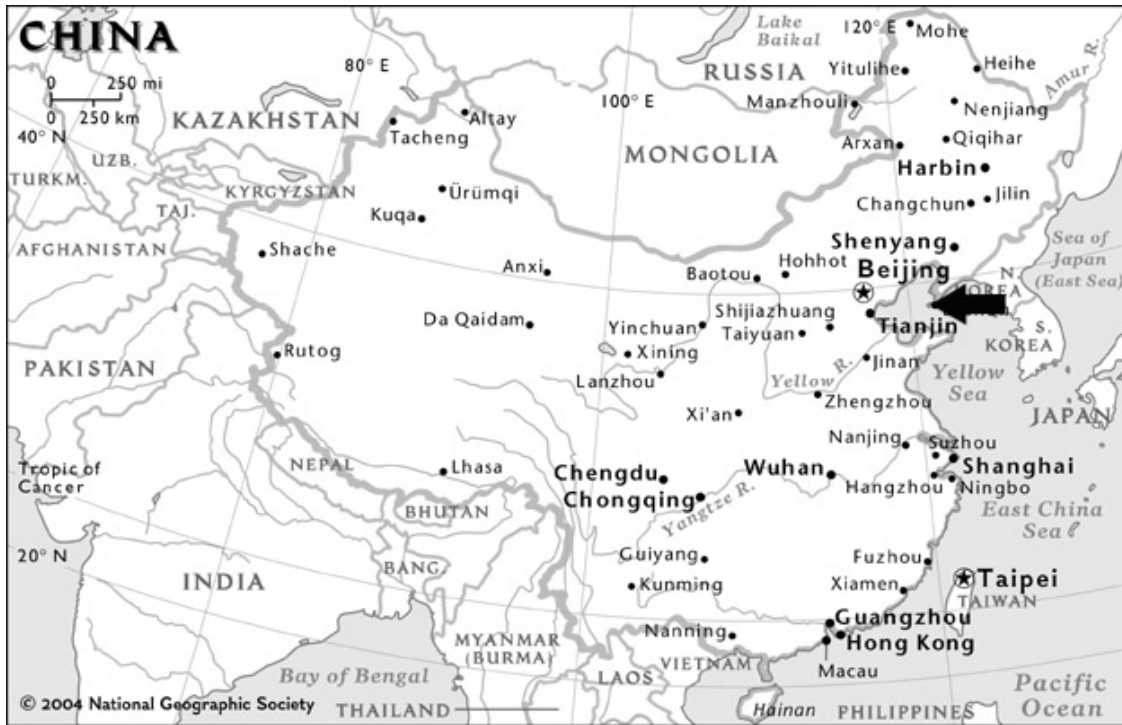 CHINA
0 250 mi
0 250 km
80° E
100° E
120° E
40° N
Lake
Baikal
RUSSIA
Mohe
Yitulihe
Heihe
Amur R.
Manzhouli
Nenjiang
KAZAKHSTAN
Altay
Tacheng
MONGOLIA
Arxan
Qiqihar
UZB.
TURKM.
KYRGYZSTAN
TAJ.
Ürümqi
Kuqa
Harbin
Changchun
Jilin
AFGHANISTAN
Shache
Anxi
Shenyang
Sea of
Japan
(East Sea)
Baotou
Hohhot
Beijing
N.
KOREA
Da Qaidam
Yinchuan
Shijiazhuang
Taiyuan
Tianjin
S.
KOREA
PAKISTAN
Rutog
Xining
Lanzhou
Yellow R.
Jinan
Yellow
Sea
JAPAN
Xi'an
Zhengzhou
Nanjing
Suzhou
Tropic of
Cancer
NEPAL
Lhasa
Chengdu
Chongqing
Wuhan
Shanghai
Hangzhou
Ningbo
BHUTAN
Yangtze R.
East China
Sea
20° N
INDIA
BANG.
Guiyang
Kunming
Fuzhou
Xiamen
Taipei
TAIWAN
Guangzhou
Hong Kong
MYANMAR
(BURMA)
Nanning
VIETNAM
Macau
LAOS
Bay of Bengal
THAILAND
Hainan
PHILIPPINES
Pacific
Ocean
© 2004 National Geographic Society